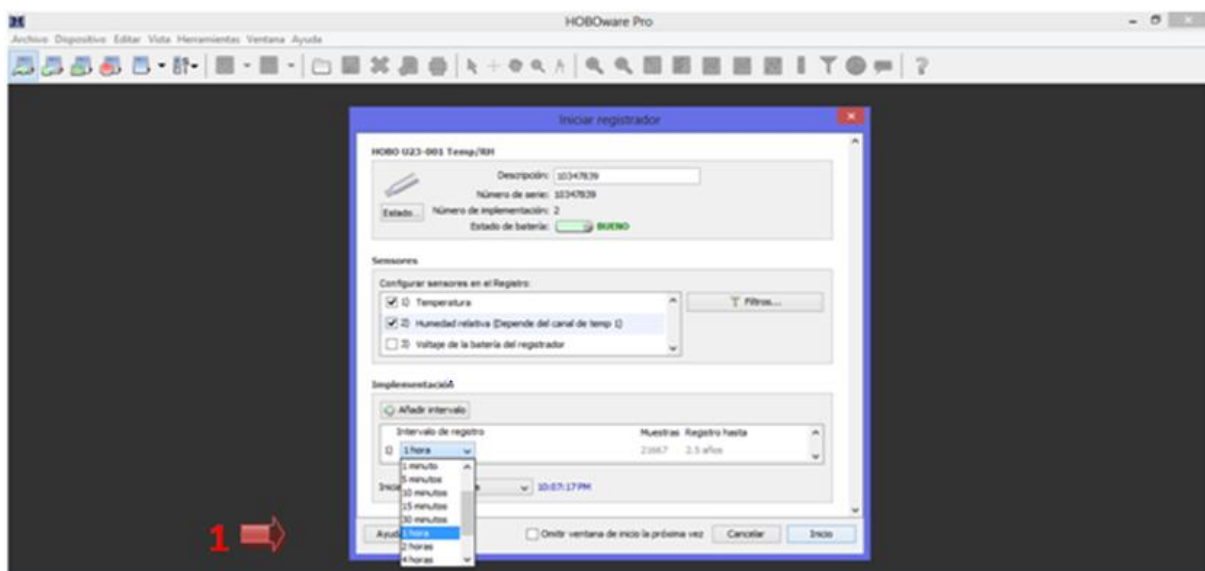 HOBOware Pro
Archivo Dispositivo Editar Vista Herramientas Ventana Ayuda
Iniciar registrador
HOBO U23-001 Temp/RH
Descripción: 10347839
Número de serie: 10347839
Estado... Número de implementación: 2
Estado de batería: BUENO
Sensores
Configurar sensores en el Registro:
1) Temperatura
Filtros...
2) Humedad relativa (Depende del canal de temp 1)
3) Voltaje de la batería del registrador
Implementación
Añadir intervalo
Intervalo de registro Muestras Registro hasta
1) 1 hora 21667 2.5 años
1 minuto
5 minutos
10 minutos
10:07:17 PM
15 minutos
30 minutos
1 hora
2 horas
4 horas
1
Omitir ventana de inicio la próxima vez Cancelar Inicio